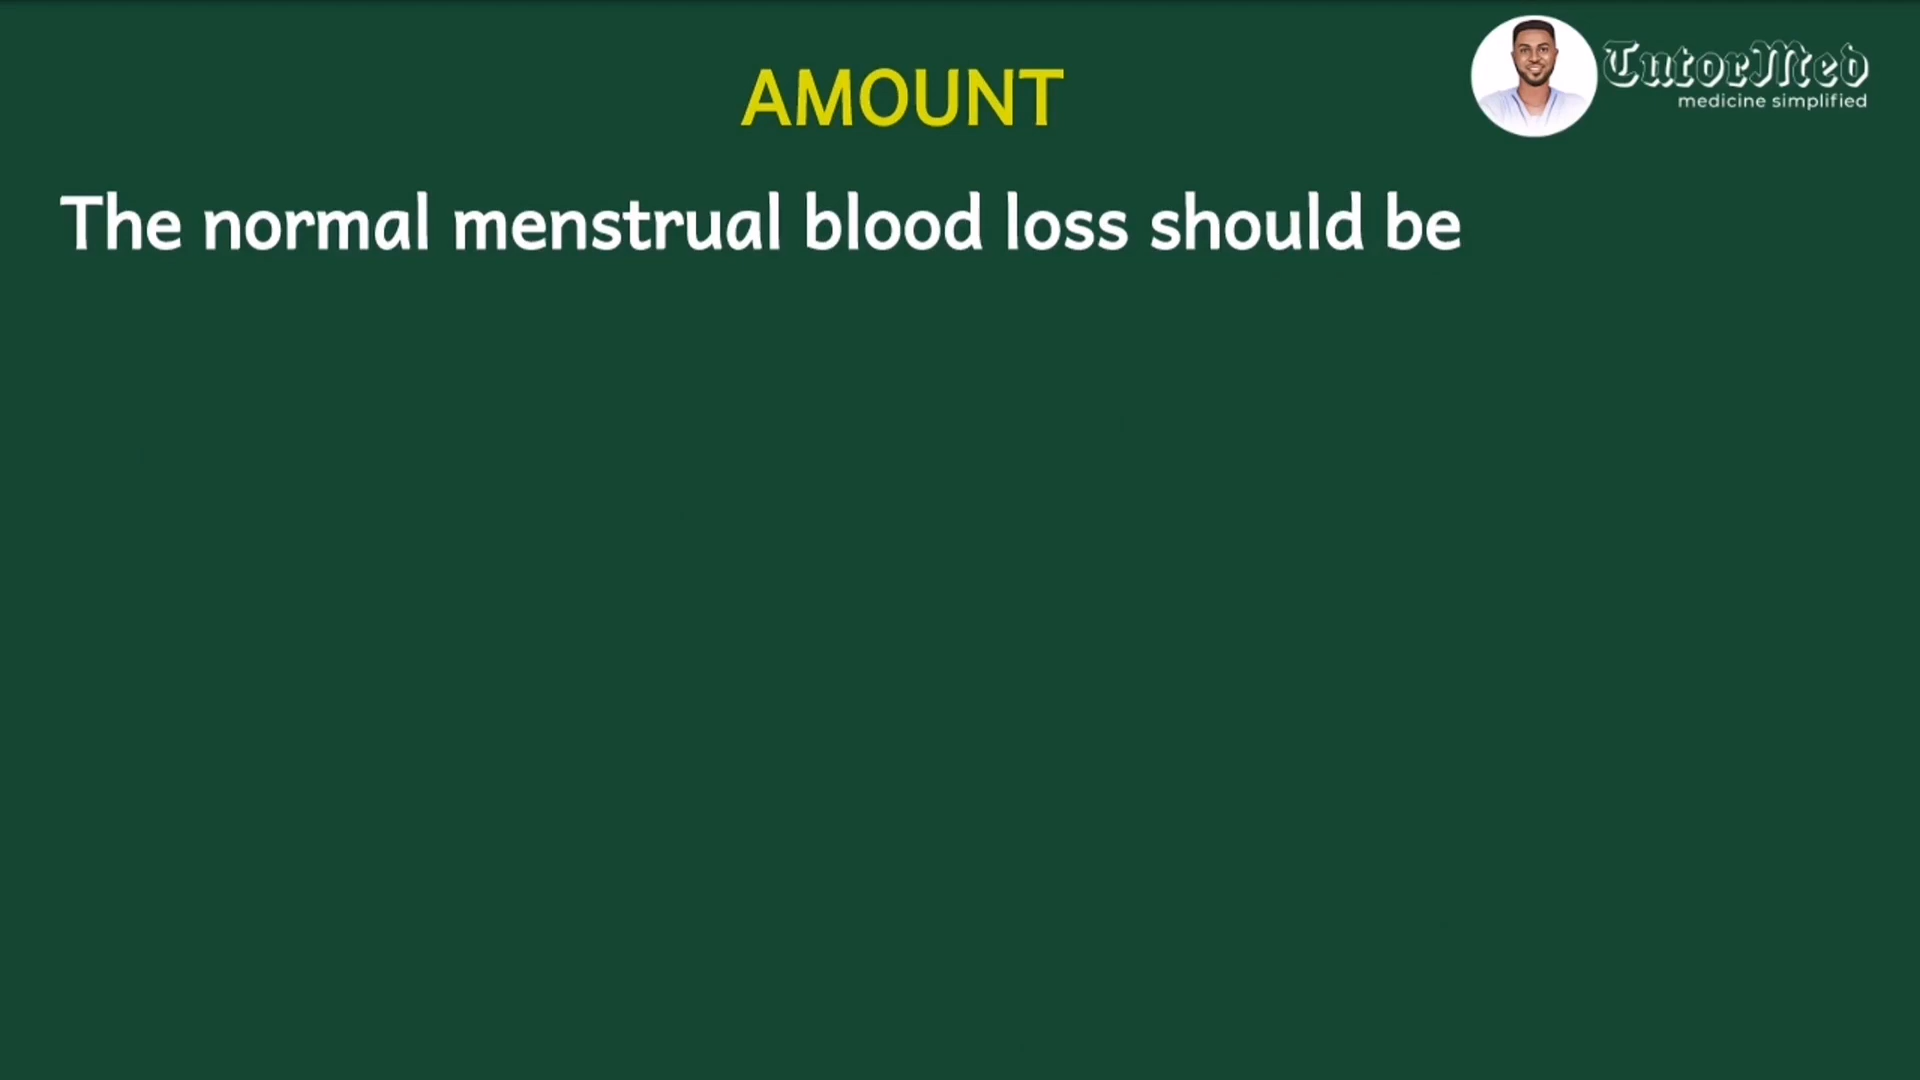 TutorMed
medicine simplified
AMOUNT
The normal menstrual blood loss should be